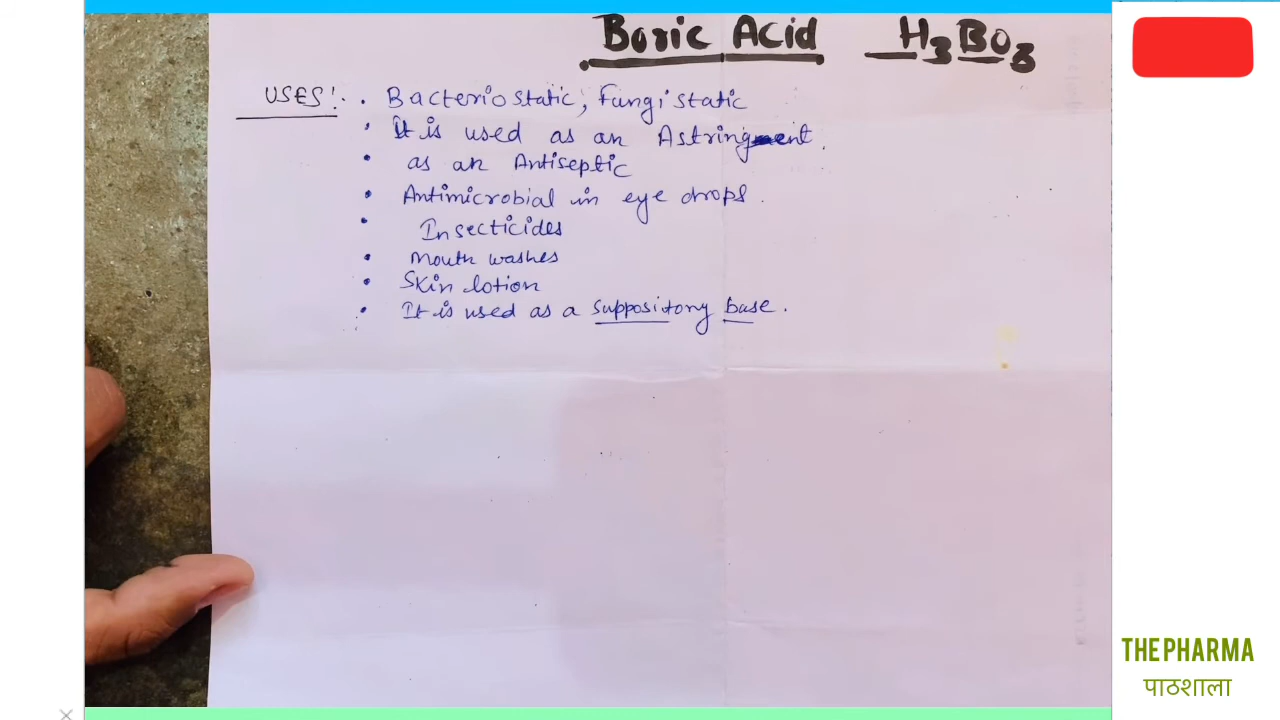 Boric Acid H3BO3
USES:. . Bacteriostatic, Fungistatic
• It is used as an Astringent.
• as an Antiseptic
• Antimicrobial in eye drops.
• Insecticides
• Mouth washes
• Skin lotion
• It is used as a suppository base.
THE PHARMA
पाठशाला